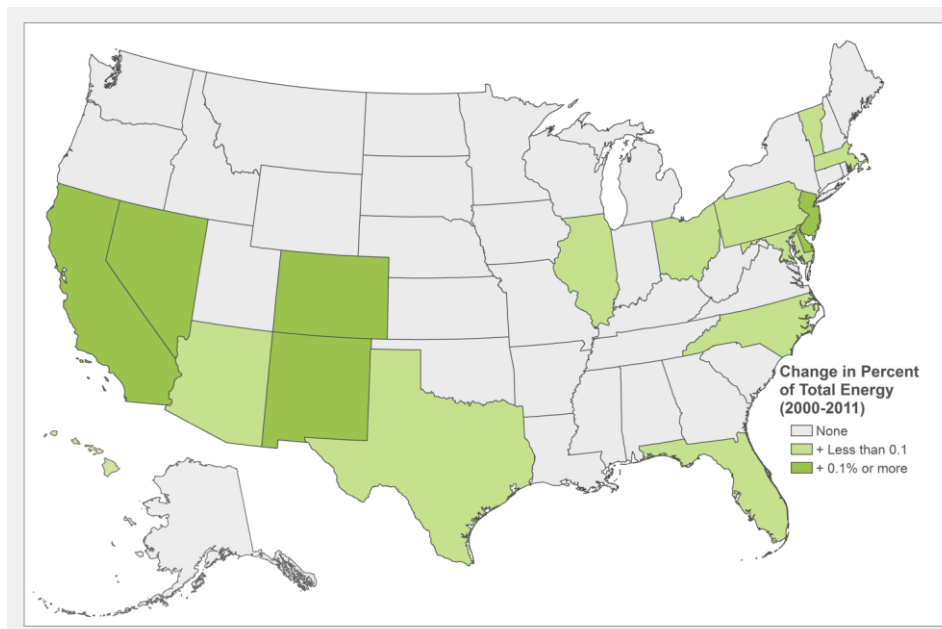 Change in Percent
of Total Energy
(2000-2011)
None
+ Less than 0.1
+ 0.1% or more